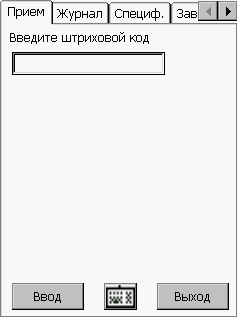 Прием Журнал Специф. Зав
Введите штриховой код
Ввод Выход